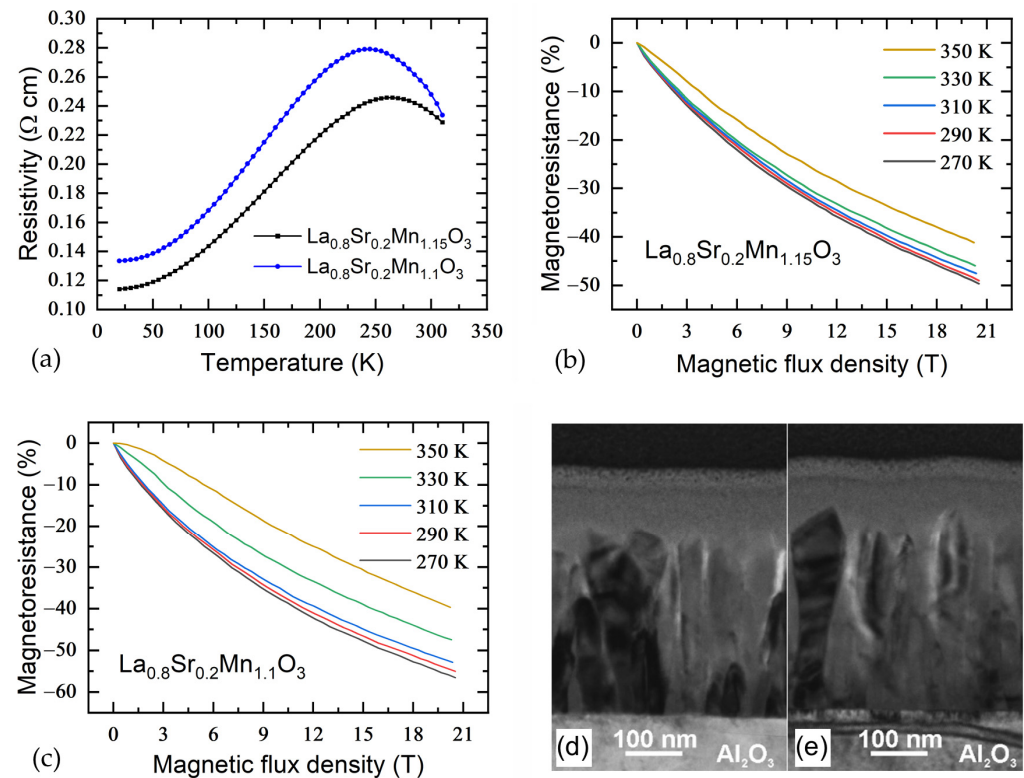 0.30
0.28
0.26
0.24
0.22
0.20
0.18
0.16
0.14
0.12
0.10
Resistivity (Ω cm)
La0.8Sr0.2Mn1.15O3
La0.8Sr0.2Mn1.1O3
0 50 100 150 200 250 300 350
Temperature (K)
(a)
0
−10
−20
−30
−40
−50
Magnetoresistance (%)
350 K
330 K
310 K
290 K
270 K
La0.8Sr0.2Mn1.15O3
0 3 6 9 12 15 18 21
Magnetic flux density (T)
(b)
0
−10
−20
−30
−40
−50
−60
Magnetoresistance (%)
350 K
330 K
310 K
290 K
270 K
La0.8Sr0.2Mn1.1O3
0 3 6 9 12 15 18 21
Magnetic flux density (T)
(c)
(d) 100 nm Al2O3
(e) 100 nm Al2O3